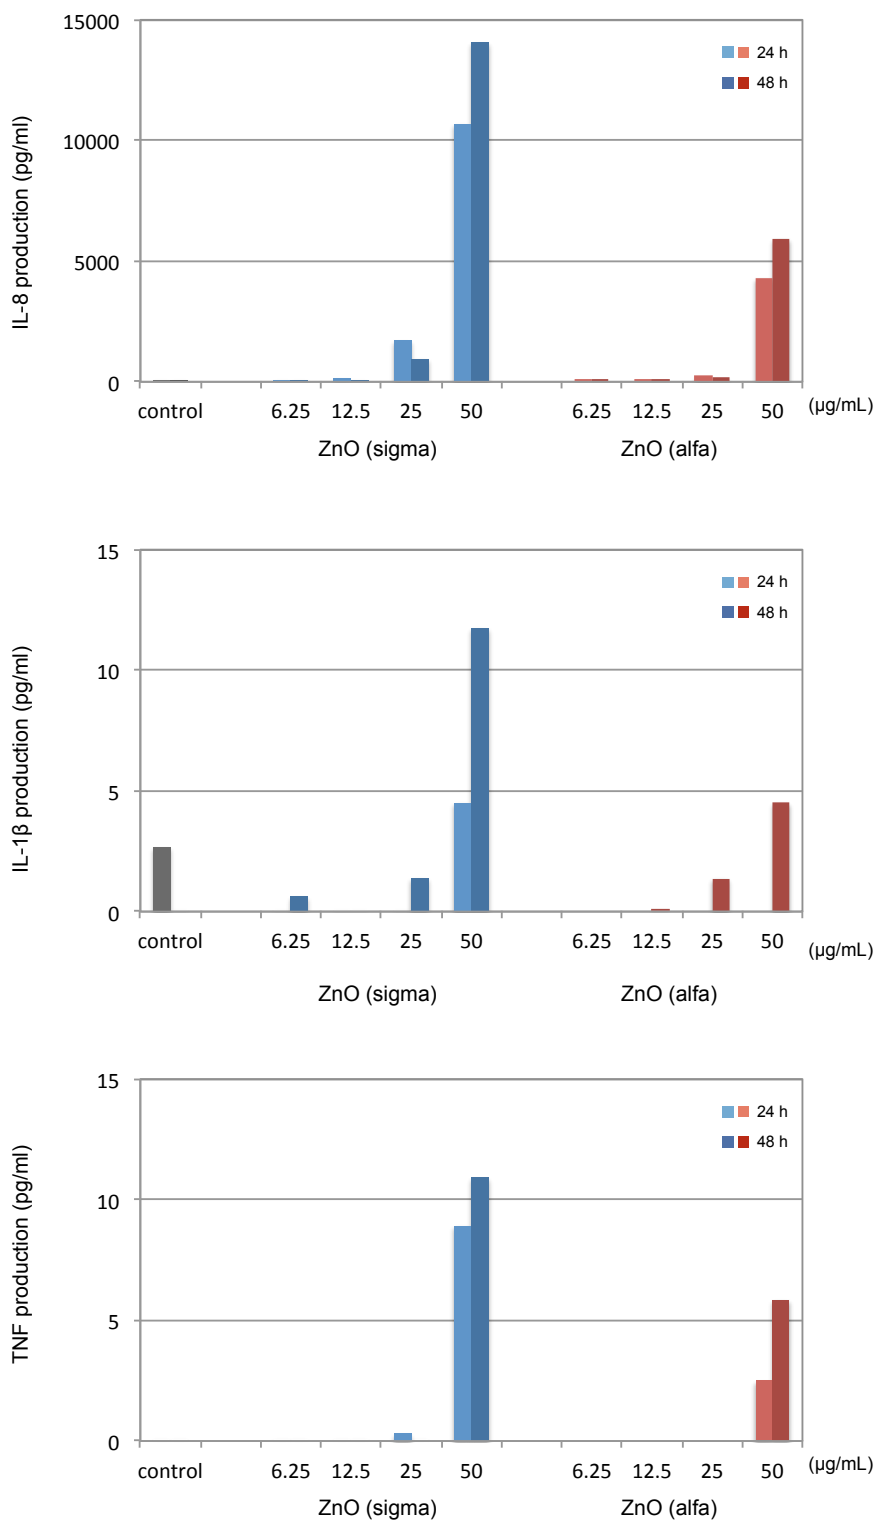 IL-8 production (pg/ml)
15000
10000
5000
0
24 h
48 h
control 6.25 12.5 25 50 6.25 12.5 25 50 (µg/mL)
ZnO (sigma) ZnO (alfa)
IL-1β production (pg/ml)
15
10
5
0
24 h
48 h
control 6.25 12.5 25 50 6.25 12.5 25 50 (µg/mL)
ZnO (sigma) ZnO (alfa)
TNF production (pg/ml)
15
10
5
0
24 h
48 h
control 6.25 12.5 25 50 6.25 12.5 25 50 (µg/mL)
ZnO (sigma) ZnO (alfa)